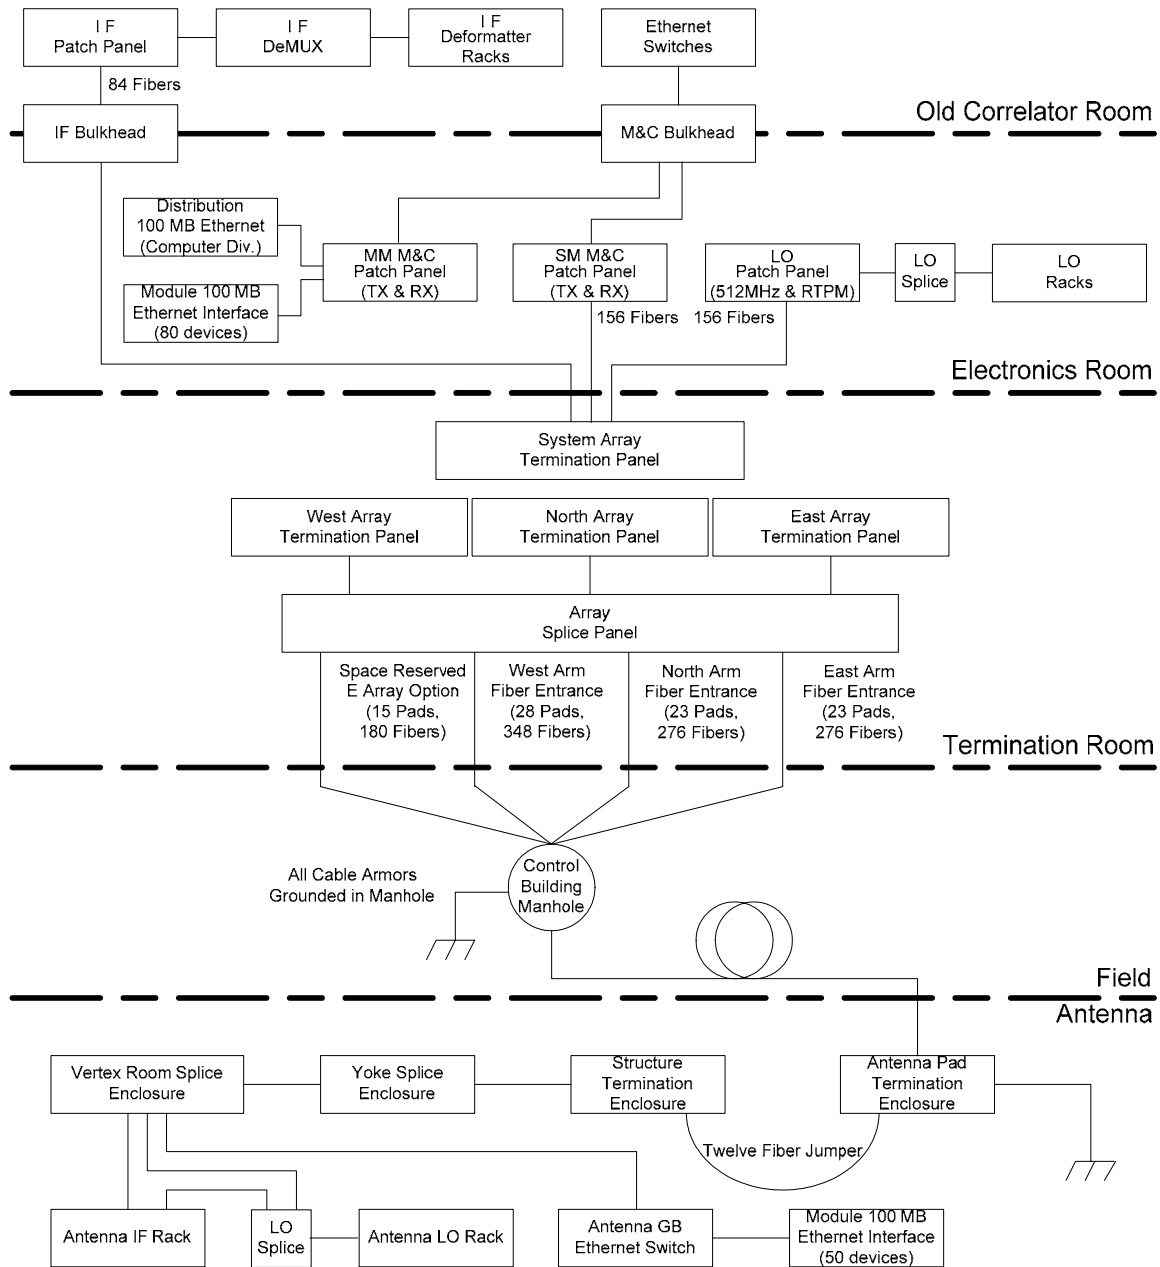 I F
Patch Panel
I F
DeMUX
I F
Deformatter
Racks
Ethernet
Switches
84 Fibers
Old Correlator Room
IF Bulkhead
M&C Bulkhead
Distribution
100 MB Ethernet
(Computer Div.)
MM M&C
Patch Panel
(TX & RX)
SM M&C
Patch Panel
(TX & RX)
LO
Patch Panel
(512MHz & RTPM)
LO
Splice
LO
Racks
Module 100 MB
Ethernet Interface
(80 devices)
156 Fibers
156 Fibers
Electronics Room
System Array
Termination Panel
West Array
Termination Panel
North Array
Termination Panel
East Array
Termination Panel
Array
Splice Panel
Space Reserved
E Array Option
(15 Pads,
180 Fibers)
West Arm
Fiber Entrance
(28 Pads,
348 Fibers)
North Arm
Fiber Entrance
(23 Pads,
276 Fibers)
East Arm
Fiber Entrance
(23 Pads,
276 Fibers)
Termination Room
All Cable Armors
Grounded in Manhole
Control
Building
Manhole
Field
Antenna
Vertex Room Splice
Enclosure
Yoke Splice
Enclosure
Structure
Termination
Enclosure
Antenna Pad
Termination
Enclosure
Twelve Fiber Jumper
Antenna IF Rack
LO
Splice
Antenna LO Rack
Antenna GB
Ethernet Switch
Module 100 MB
Ethernet Interface
(50 devices)